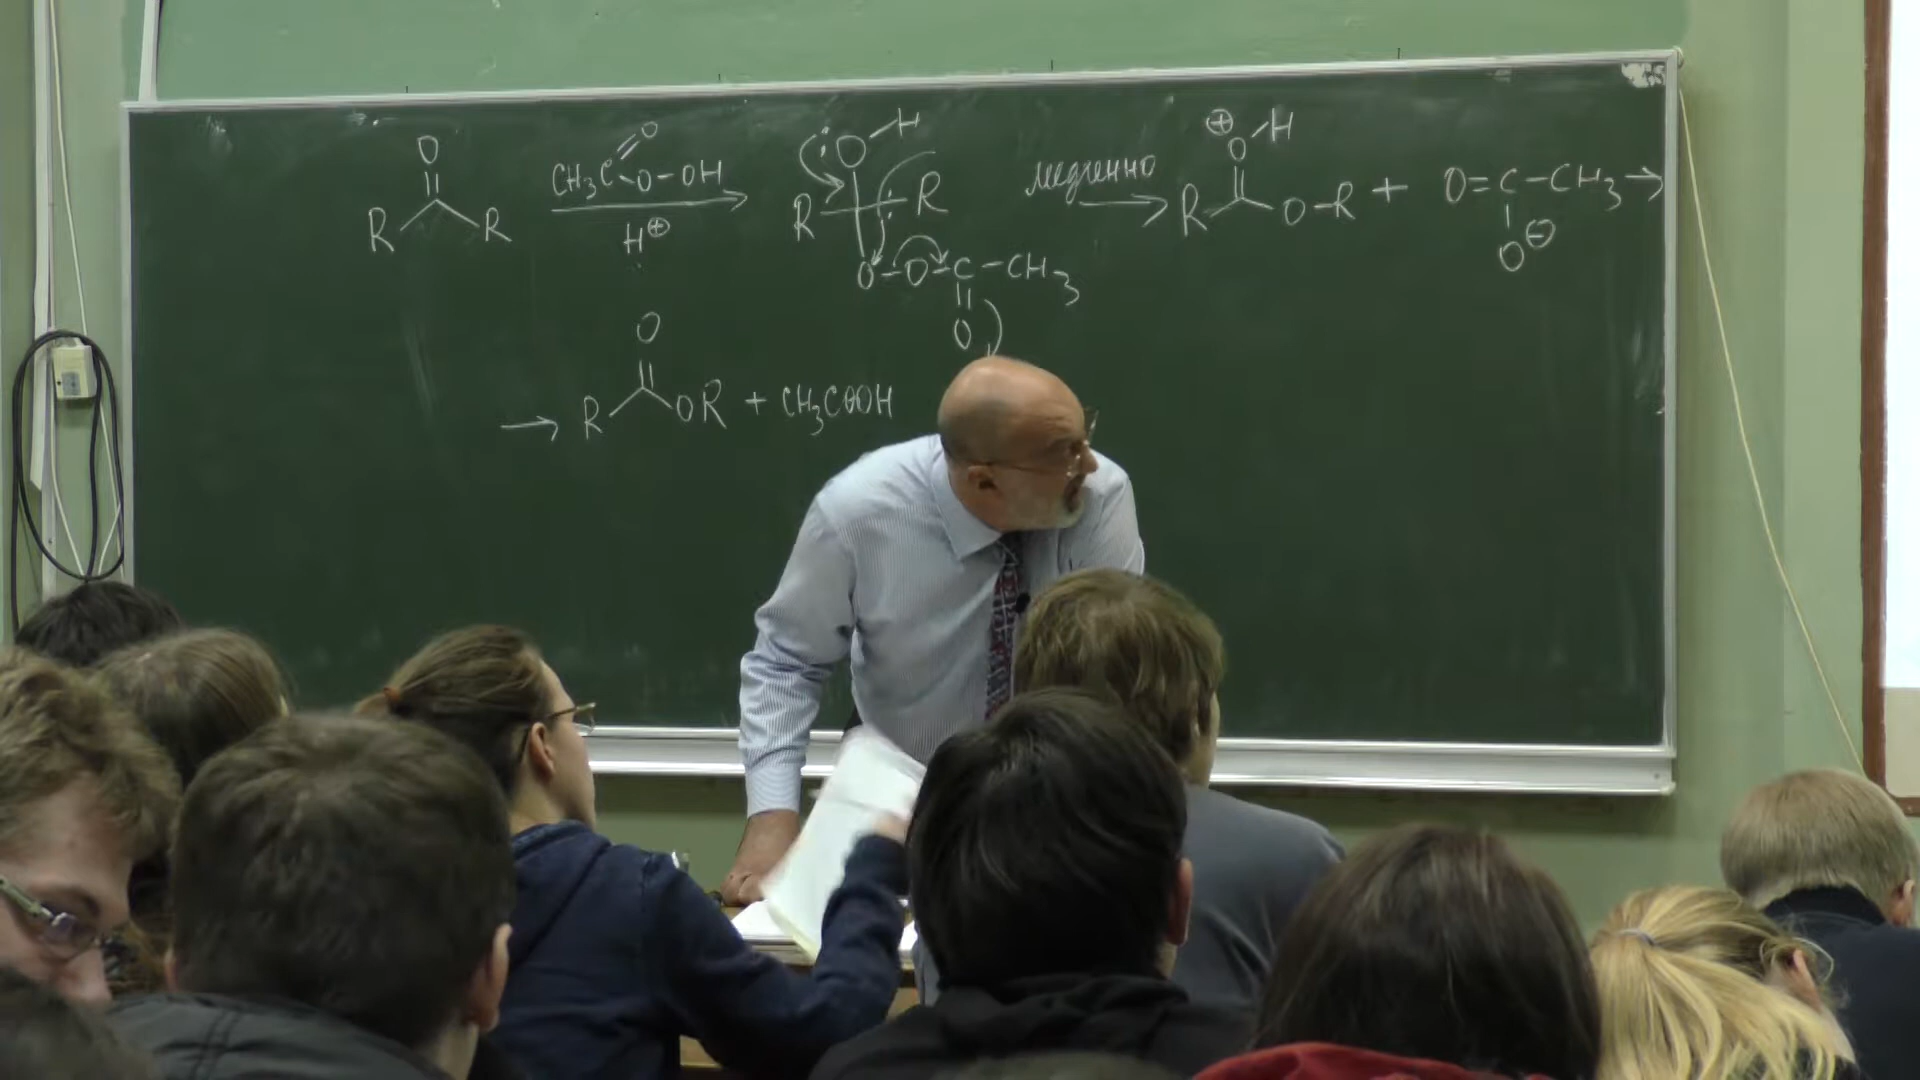 O R R CH₃C O O-OH H⊕ :O-H R R O-O-C-CH₃ O медленно ⊕ O H R O-R + O=C-CH₃ → O⊖
→ R O OR + CH₃COOH